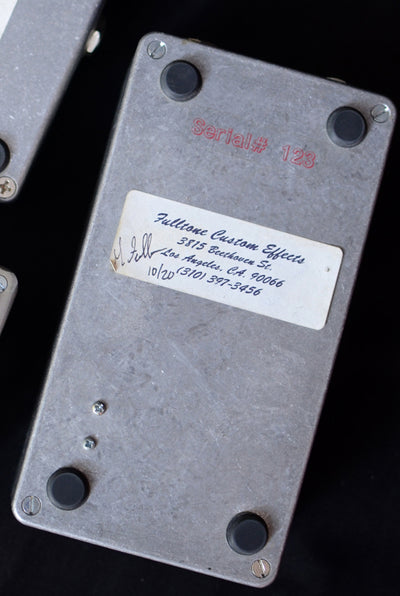 Serial# 123
Fulltone Custom Effects
3815 Beethoven St.
Los Angeles, CA. 90066
(310) 397-3456
10/20